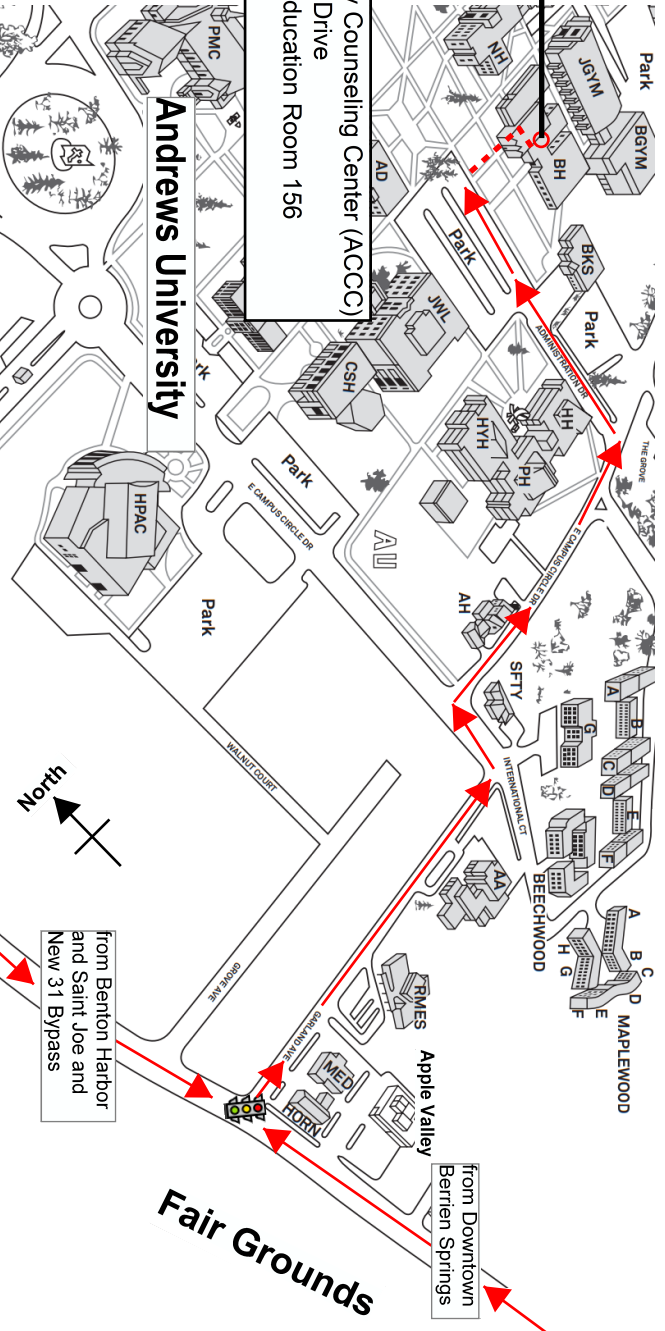 y Counseling Center (ACCC)
Drive
ducation Room 156
Andrews University
Park
BGYM
JGYM
NH
BH
PMC
AD
BKS
Park
Park
JWL
CSH
rk
ADMINISTRATION DR
THE GROVE
HH
HYH
PH
Park
E CAMPUS CIRCLE DR
HPAC
AU
E CAMPUS CIRCLE DR
AH
Park
SFTY
A
B
C
D
E
F
G
INTERNATIONAL CT
WALNUT COURT
BEECHWOOD
AA
A
B
C
D
E
F
G
H
MAPLEWOOD
North
RMES
GROVE AVE
GARLAND AVE
MED
HORN
Apple Valley
from Benton Harbor
and Saint Joe and
New 31 Bypass
from Downtown
Berrien Springs
Fair Grounds